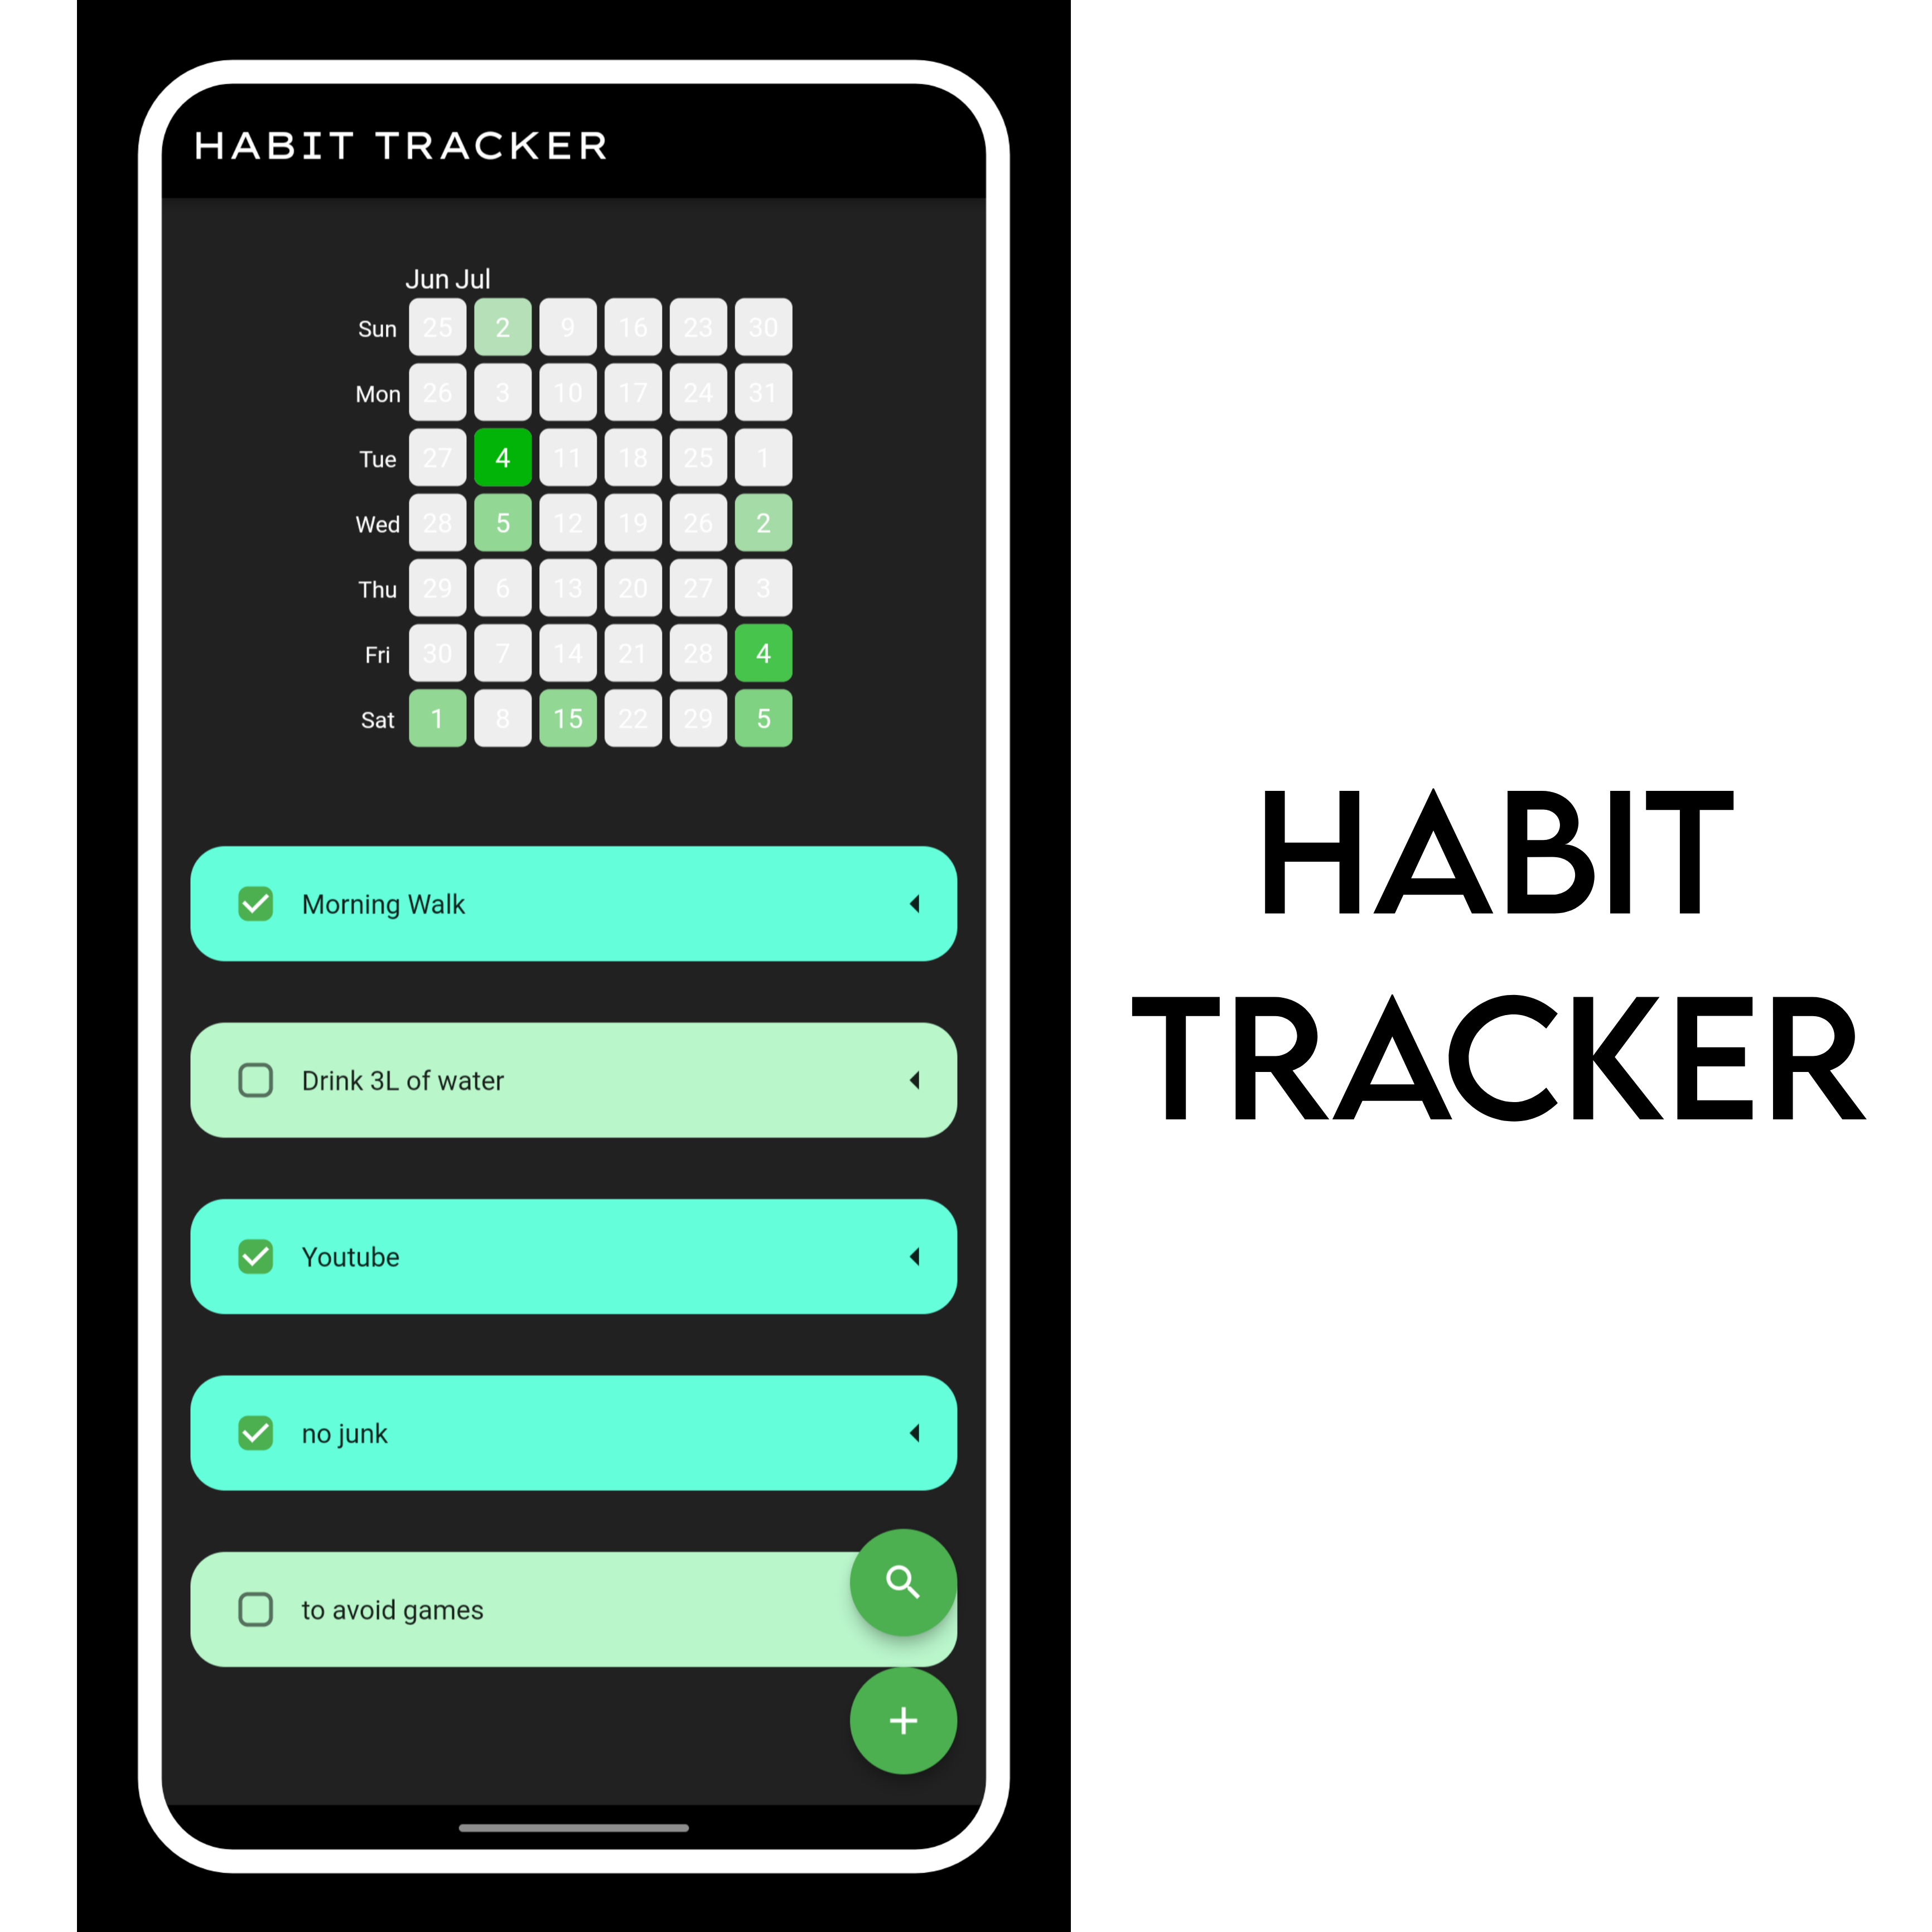 HABIT TRACKER
Jun Jul
Sun 25 2 9 16 23 30
Mon 26 3 10 17 24 31
Tue 27 4 11 18 25 1
Wed 28 5 12 19 26 2
Thu 29 6 13 20 27 3
Fri 30 7 14 21 28 4
Sat 1 8 15 22 29 5
Morning Walk
Drink 3L of water
Youtube
no junk
to avoid games
HABIT
TRACKER